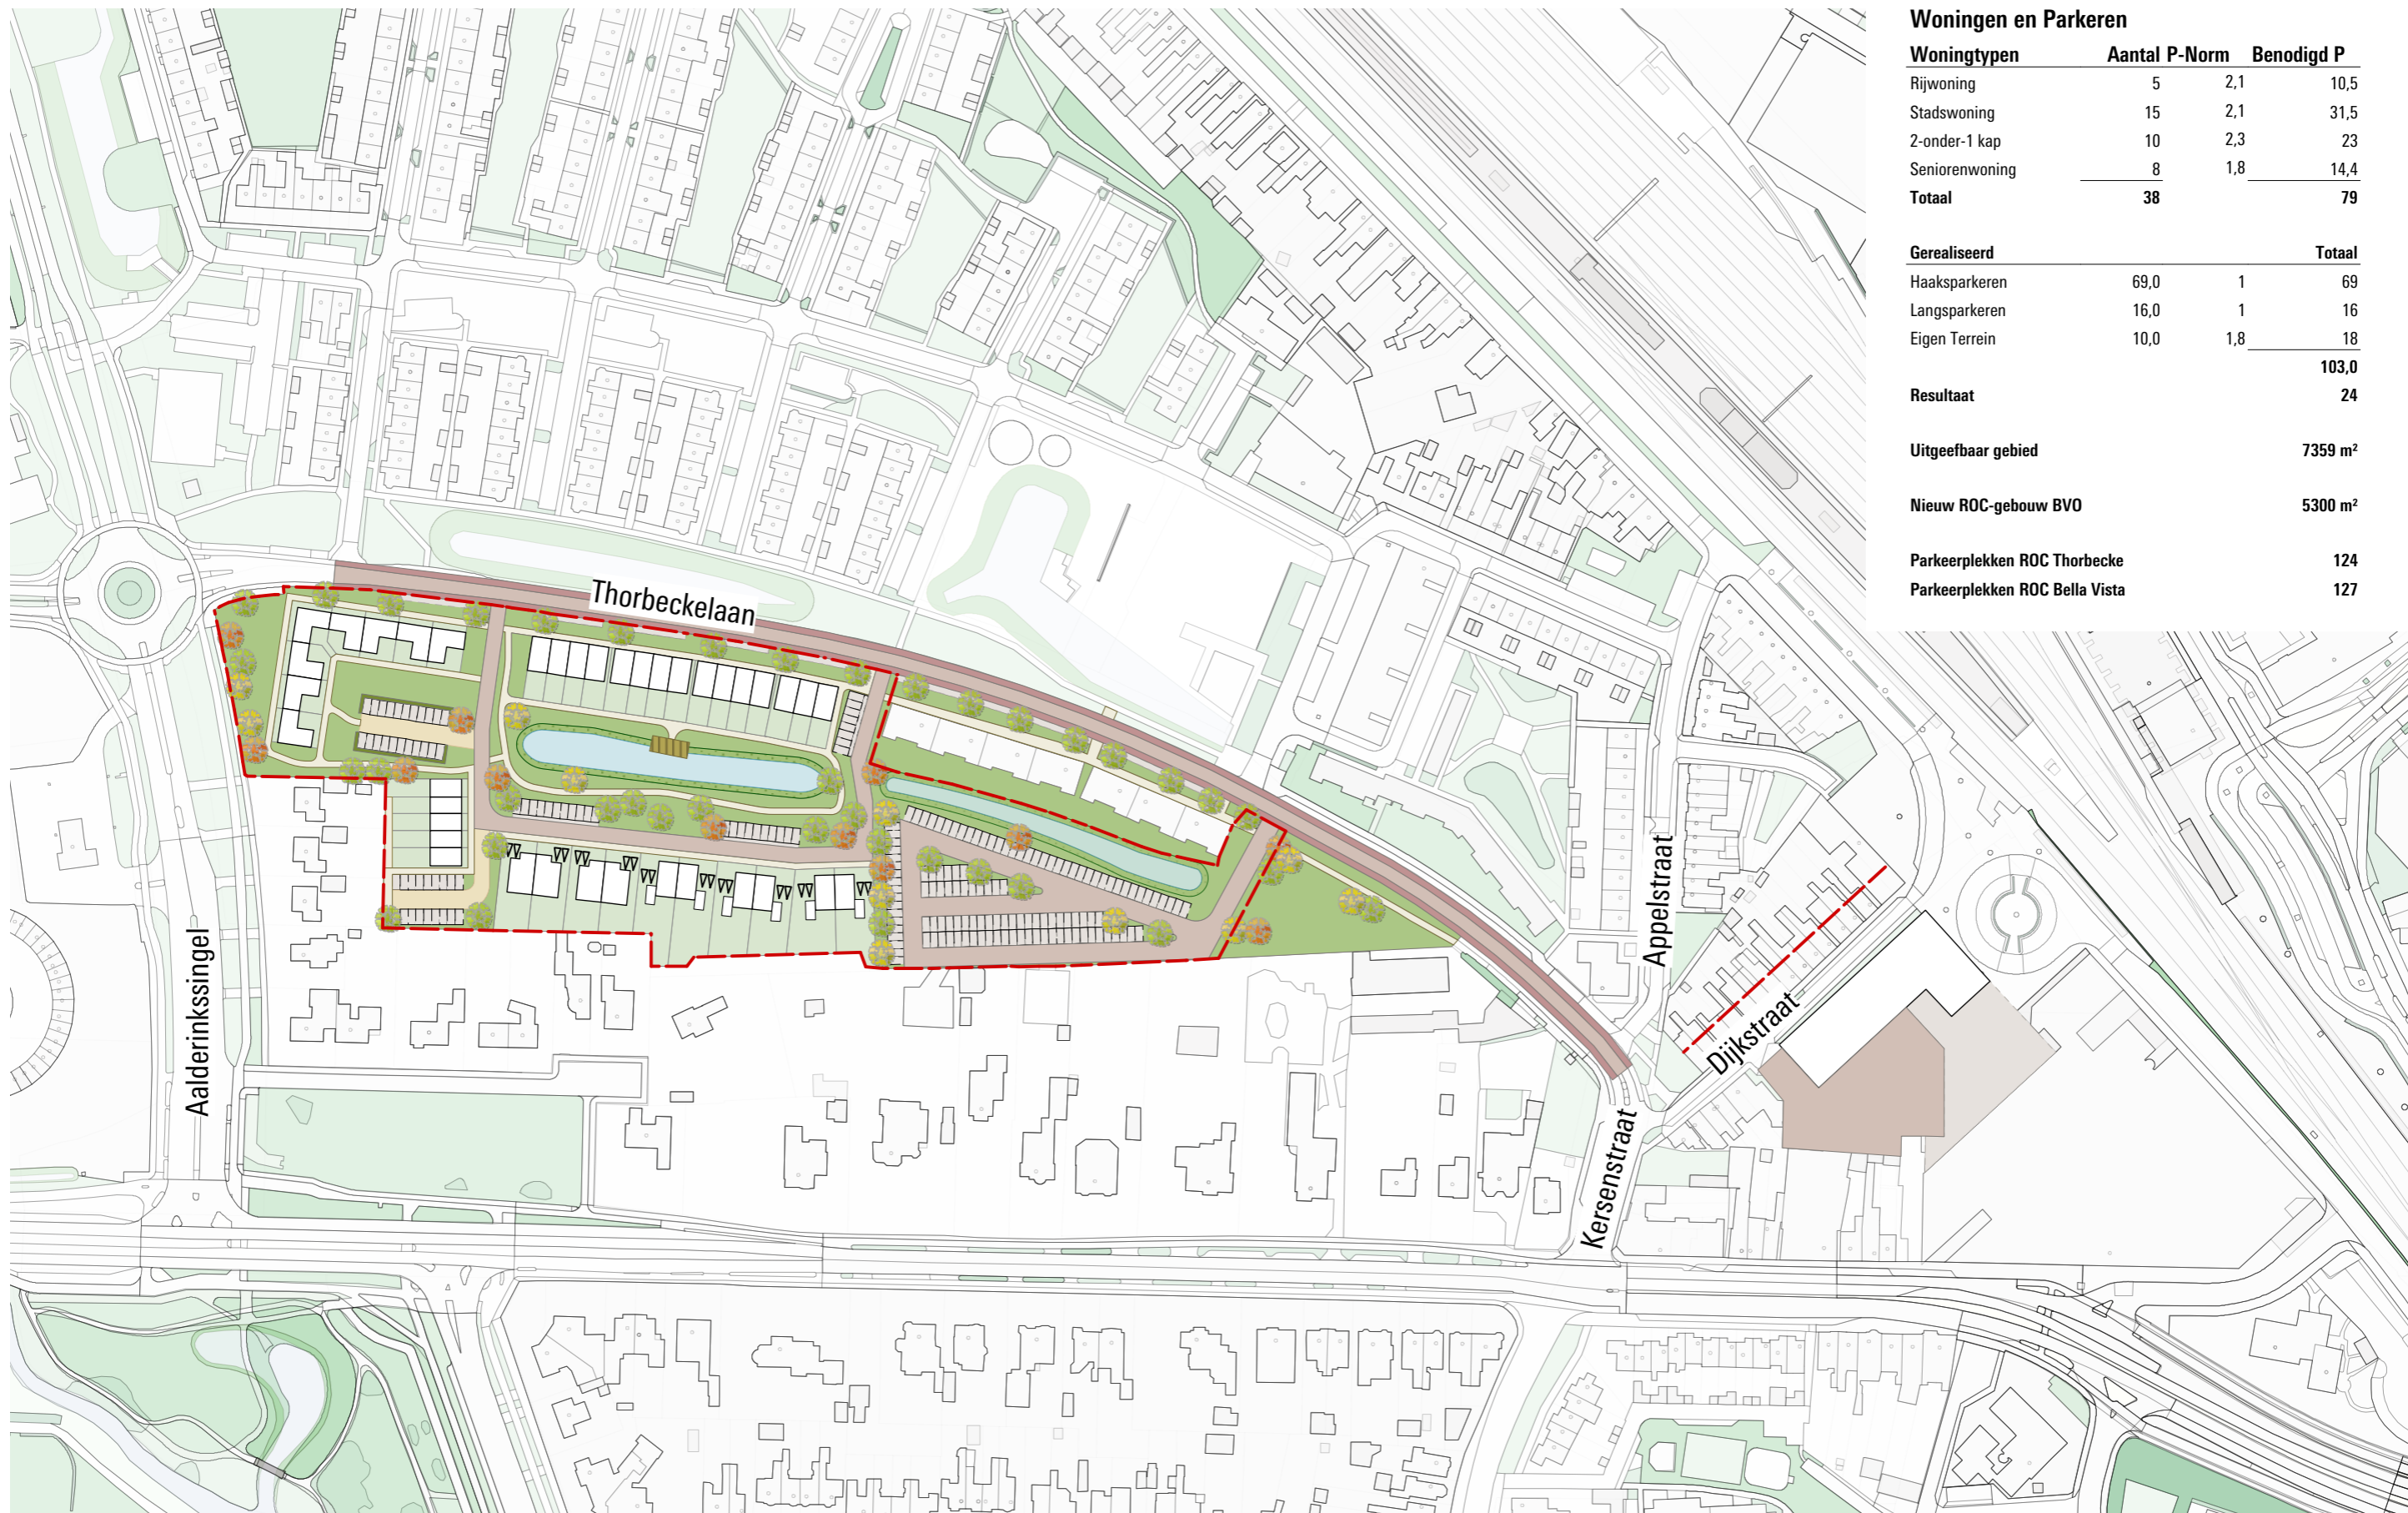 Woningen en Parkeren
Woningtypen Aantal P-Norm Benodigd P
Rijwoning 5 2,1 10,5
Stadswoning 15 2,1 31,5
2-onder-1 kap 10 2,3 23
Seniorenwoning 8 1,8 14,4
Totaal 38 79
Gerealiseerd Totaal
Haaksparkeren 69,0 1 69
Langsparkeren 16,0 1 16
Eigen Terrein 10,0 1,8 18
103,0
Resultaat 24
Uitgeefbaar gebied 7359 m²
Nieuw ROC-gebouw BVO 5300 m²
Parkeerplekken ROC Thorbecke 124
Parkeerplekken ROC Bella Vista 127
Thorbeckelaan
Aalderinkssingel
Appelstraat
Dijkstraat
Kersenstraat